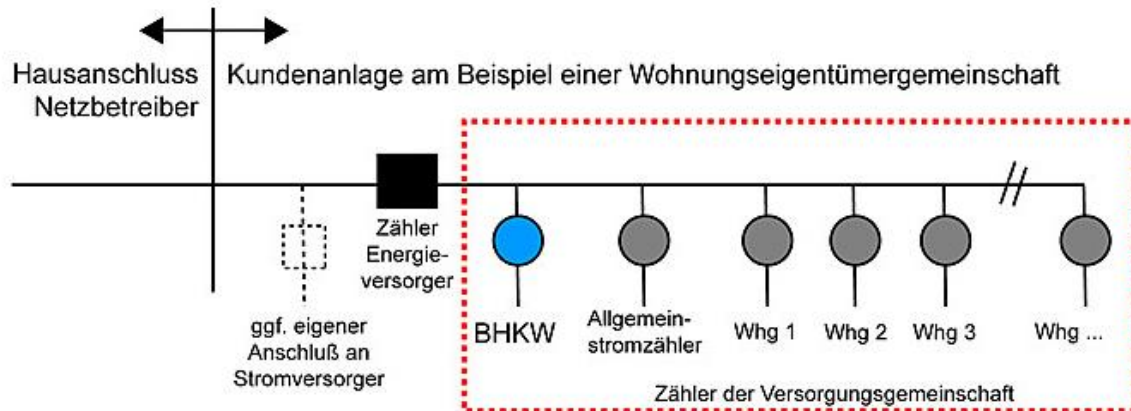 Hausanschluss
Netzbetreiber
Kundenanlage am Beispiel einer Wohnungseigentümergemeinschaft
Zähler
Energie-
versorger
ggf. eigener
Anschluß an
Stromversorger
BHKW
Allgemein-
stromzähler
Whg 1
Whg 2
Whg 3
Whg ...
Zähler der Versorgungsgemeinschaft